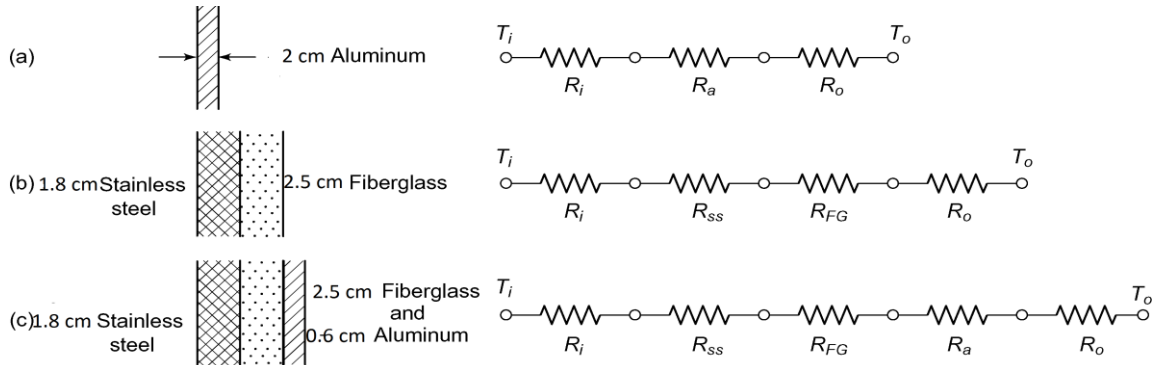 (a)
2 cm Aluminum
T_i
T_o
R_i
R_a
R_o
(b)
1.8 cm Stainless
steel
2.5 cm Fiberglass
T_i
T_o
R_i
R_ss
R_FG
R_o
(c)
1.8 cm Stainless
steel
2.5 cm Fiberglass
and
0.6 cm Aluminum
T_i
T_o
R_i
R_ss
R_FG
R_a
R_o